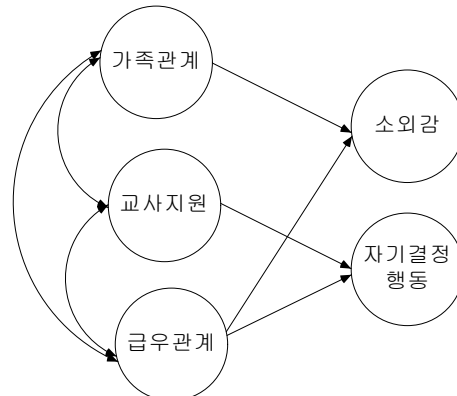 가족관계
소외감
교사지원
자기결정
행동
급우관계